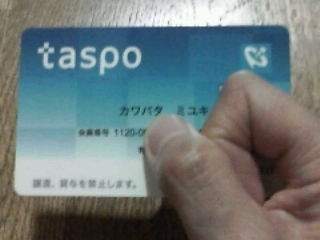 taspo
カワバタ ミユキ
会員番号 1120-0
譲渡、貸与を禁止します。